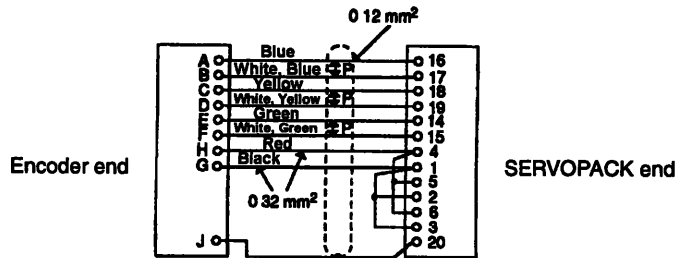 0 12 mm²
A Blue 16
B White, Blue P 17
C Yellow 18
D White, Yellow P 19
E Green 14
F White, Green P 15
H Red 4
G Black 1
Encoder end
SERVOPACK end
5
0 32 mm²
2
6
3
J 20